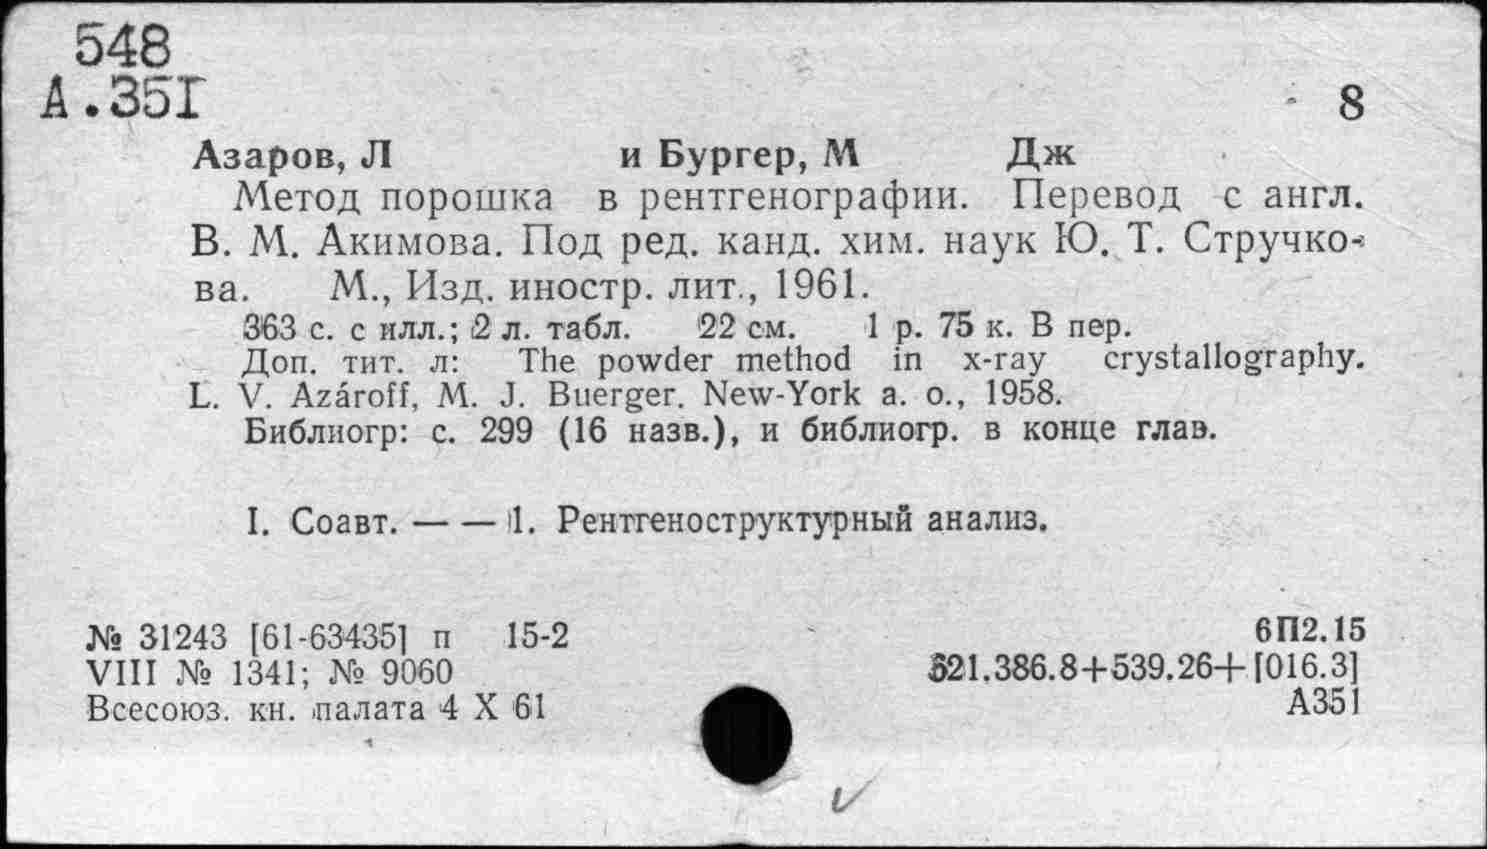 548
А.351
8
Азаров, Л и Бургер, М Дж
Метод порошка в рентгенографии. Перевод с англ.
В. М. Акимова. Под ред. канд. хим. наук Ю. Т. Стручко-
ва. М., Изд. иностр. лит., 1961.
363 с. с илл.; 2 л. табл. 22 см. 1 р. 75 к. В пер.
Доп. тит. л: The powder method in x-ray crystallography.
L. V. Azároff, M. J. Buerger. New-York a. o., 1958.
Библиогр: с. 299 (16 назв.), и библиогр. в конце глав.
I. Соавт. — — 1. Рентгеноструктурный анализ.
№ 31243 [61-63435] п 15-2
6П2.15
VIII № 1341; № 9060
621.386.8+539.26+[016.3]
Всесоюз. кн. палата 4 X 61
А351